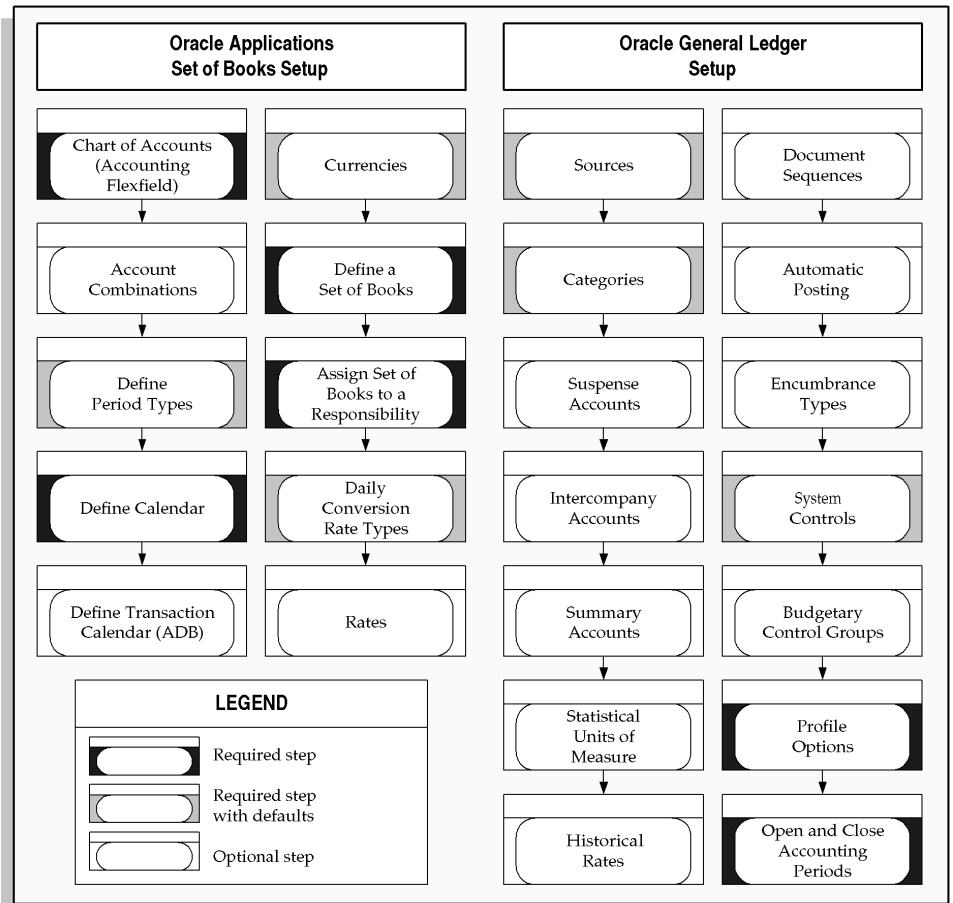 Oracle Applications
Set of Books Setup
Chart of Accounts
(Accounting
Flexfield)
Account
Combinations
Define
Period Types
Define Calendar
Define Transaction
Calendar (ADB)
Currencies
Define a
Set of Books
Assign Set of
Books to a
Responsibility
Daily
Conversion
Rate Types
Rates
LEGEND
Required step
Required step
with defaults
Optional step
Oracle General Ledger
Setup
Sources
Categories
Suspense
Accounts
Intercompany
Accounts
Summary
Accounts
Statistical
Units of
Measure
Historical
Rates
Document
Sequences
Automatic
Posting
Encumbrance
Types
System
Controls
Budgetary
Control Groups
Profile
Options
Open and Close
Accounting
Periods